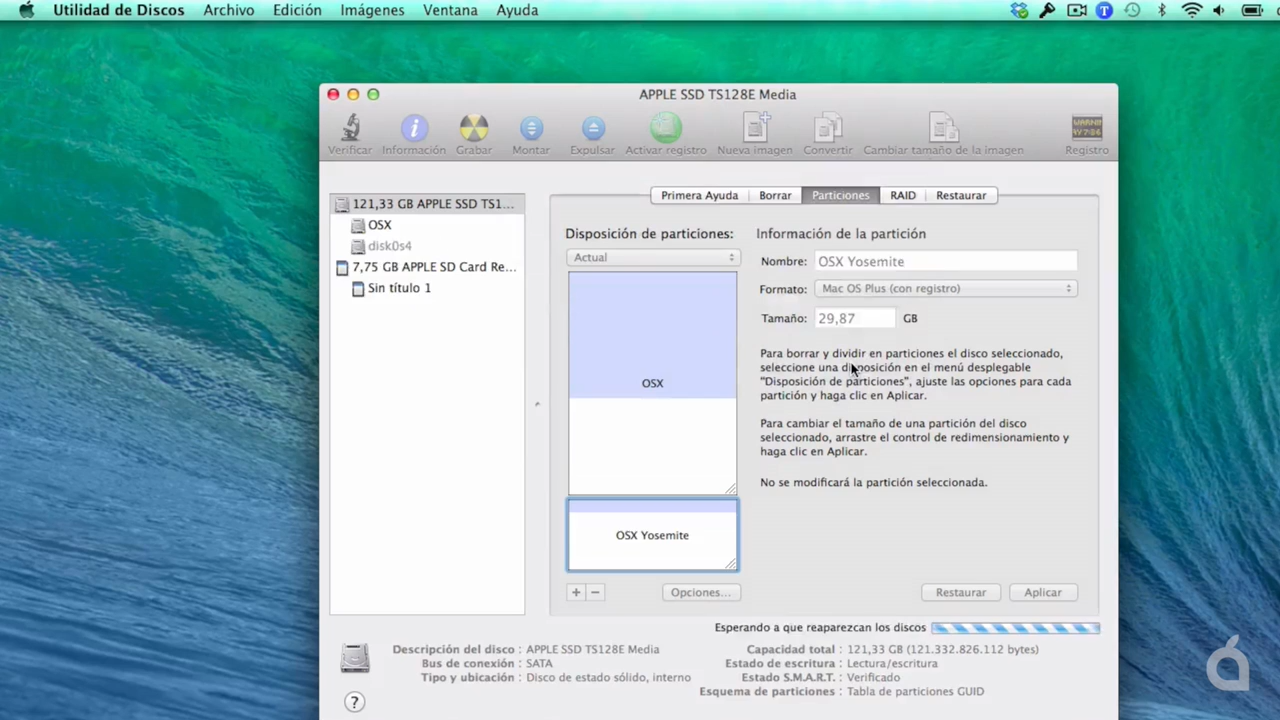 Utilidad de Discos Archivo Edición Imágenes Ventana Ayuda
APPLE SSD TS128E Media
Verificar Información Grabar Montar Expulsar Activar registro Nueva imagen Convertir Cambiar tamaño de la imagen Registro
WARNIN
AY 7:36
121,33 GB APPLE SSD TS1...
OSX
disk0s4
7,75 GB APPLE SD Card Re...
Sin título 1
Primera Ayuda Borrar Particiones RAID Restaurar
Disposición de particiones:
Actual
OSX
OSX Yosemite
+ −
Opciones...
Información de la partición
Nombre: OSX Yosemite
Formato: Mac OS Plus (con registro)
Tamaño: 29,87 GB
Para borrar y dividir en particiones el disco seleccionado,
seleccione una disposición en el menú desplegable
"Disposición de particiones", ajuste las opciones para cada
partición y haga clic en Aplicar.
Para cambiar el tamaño de una partición del disco
seleccionado, arrastre el control de redimensionamiento y
haga clic en Aplicar.
No se modificará la partición seleccionada.
Restaurar Aplicar
Esperando a que reaparezcan los discos
Descripción del disco : APPLE SSD TS128E Media
Bus de conexión : SATA
Tipo y ubicación : Disco de estado sólido, interno
Capacidad total : 121,33 GB (121.332.826.112 bytes)
Estado de escritura : Lectura/escritura
Estado S.M.A.R.T. : Verificado
Esquema de particiones : Tabla de particiones GUID
?